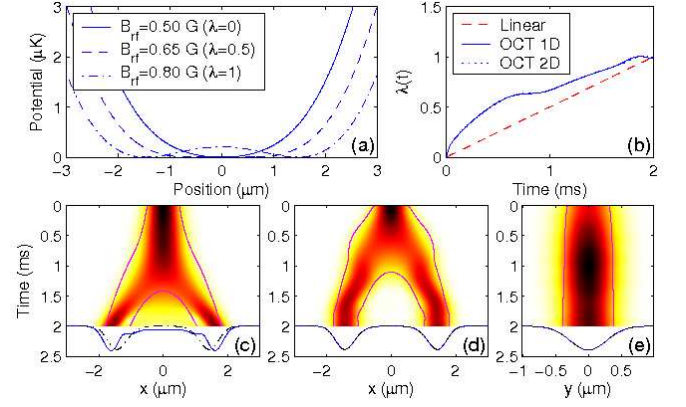 3
2
1
0
Potential (μK)
B_rf=0.50 G (λ=0)
B_rf=0.65 G (λ=0.5)
B_rf=0.80 G (λ=1)
(a)
−3 −2 −1 0 1 2 3
Position (μm)
1.5
1
0.5
0
λ(t)
Linear
OCT 1D
OCT 2D
(b)
0 1 2
Time (ms)
0
0.5
1
1.5
2
2.5
Time (ms)
(c)
−2 0 2
x (μm)
0
0.5
1
1.5
2
2.5
(d)
−2 0 2
x (μm)
0
0.5
1
1.5
2
2.5
(e)
−1 −0.5 0 0.5 1
y (μm)